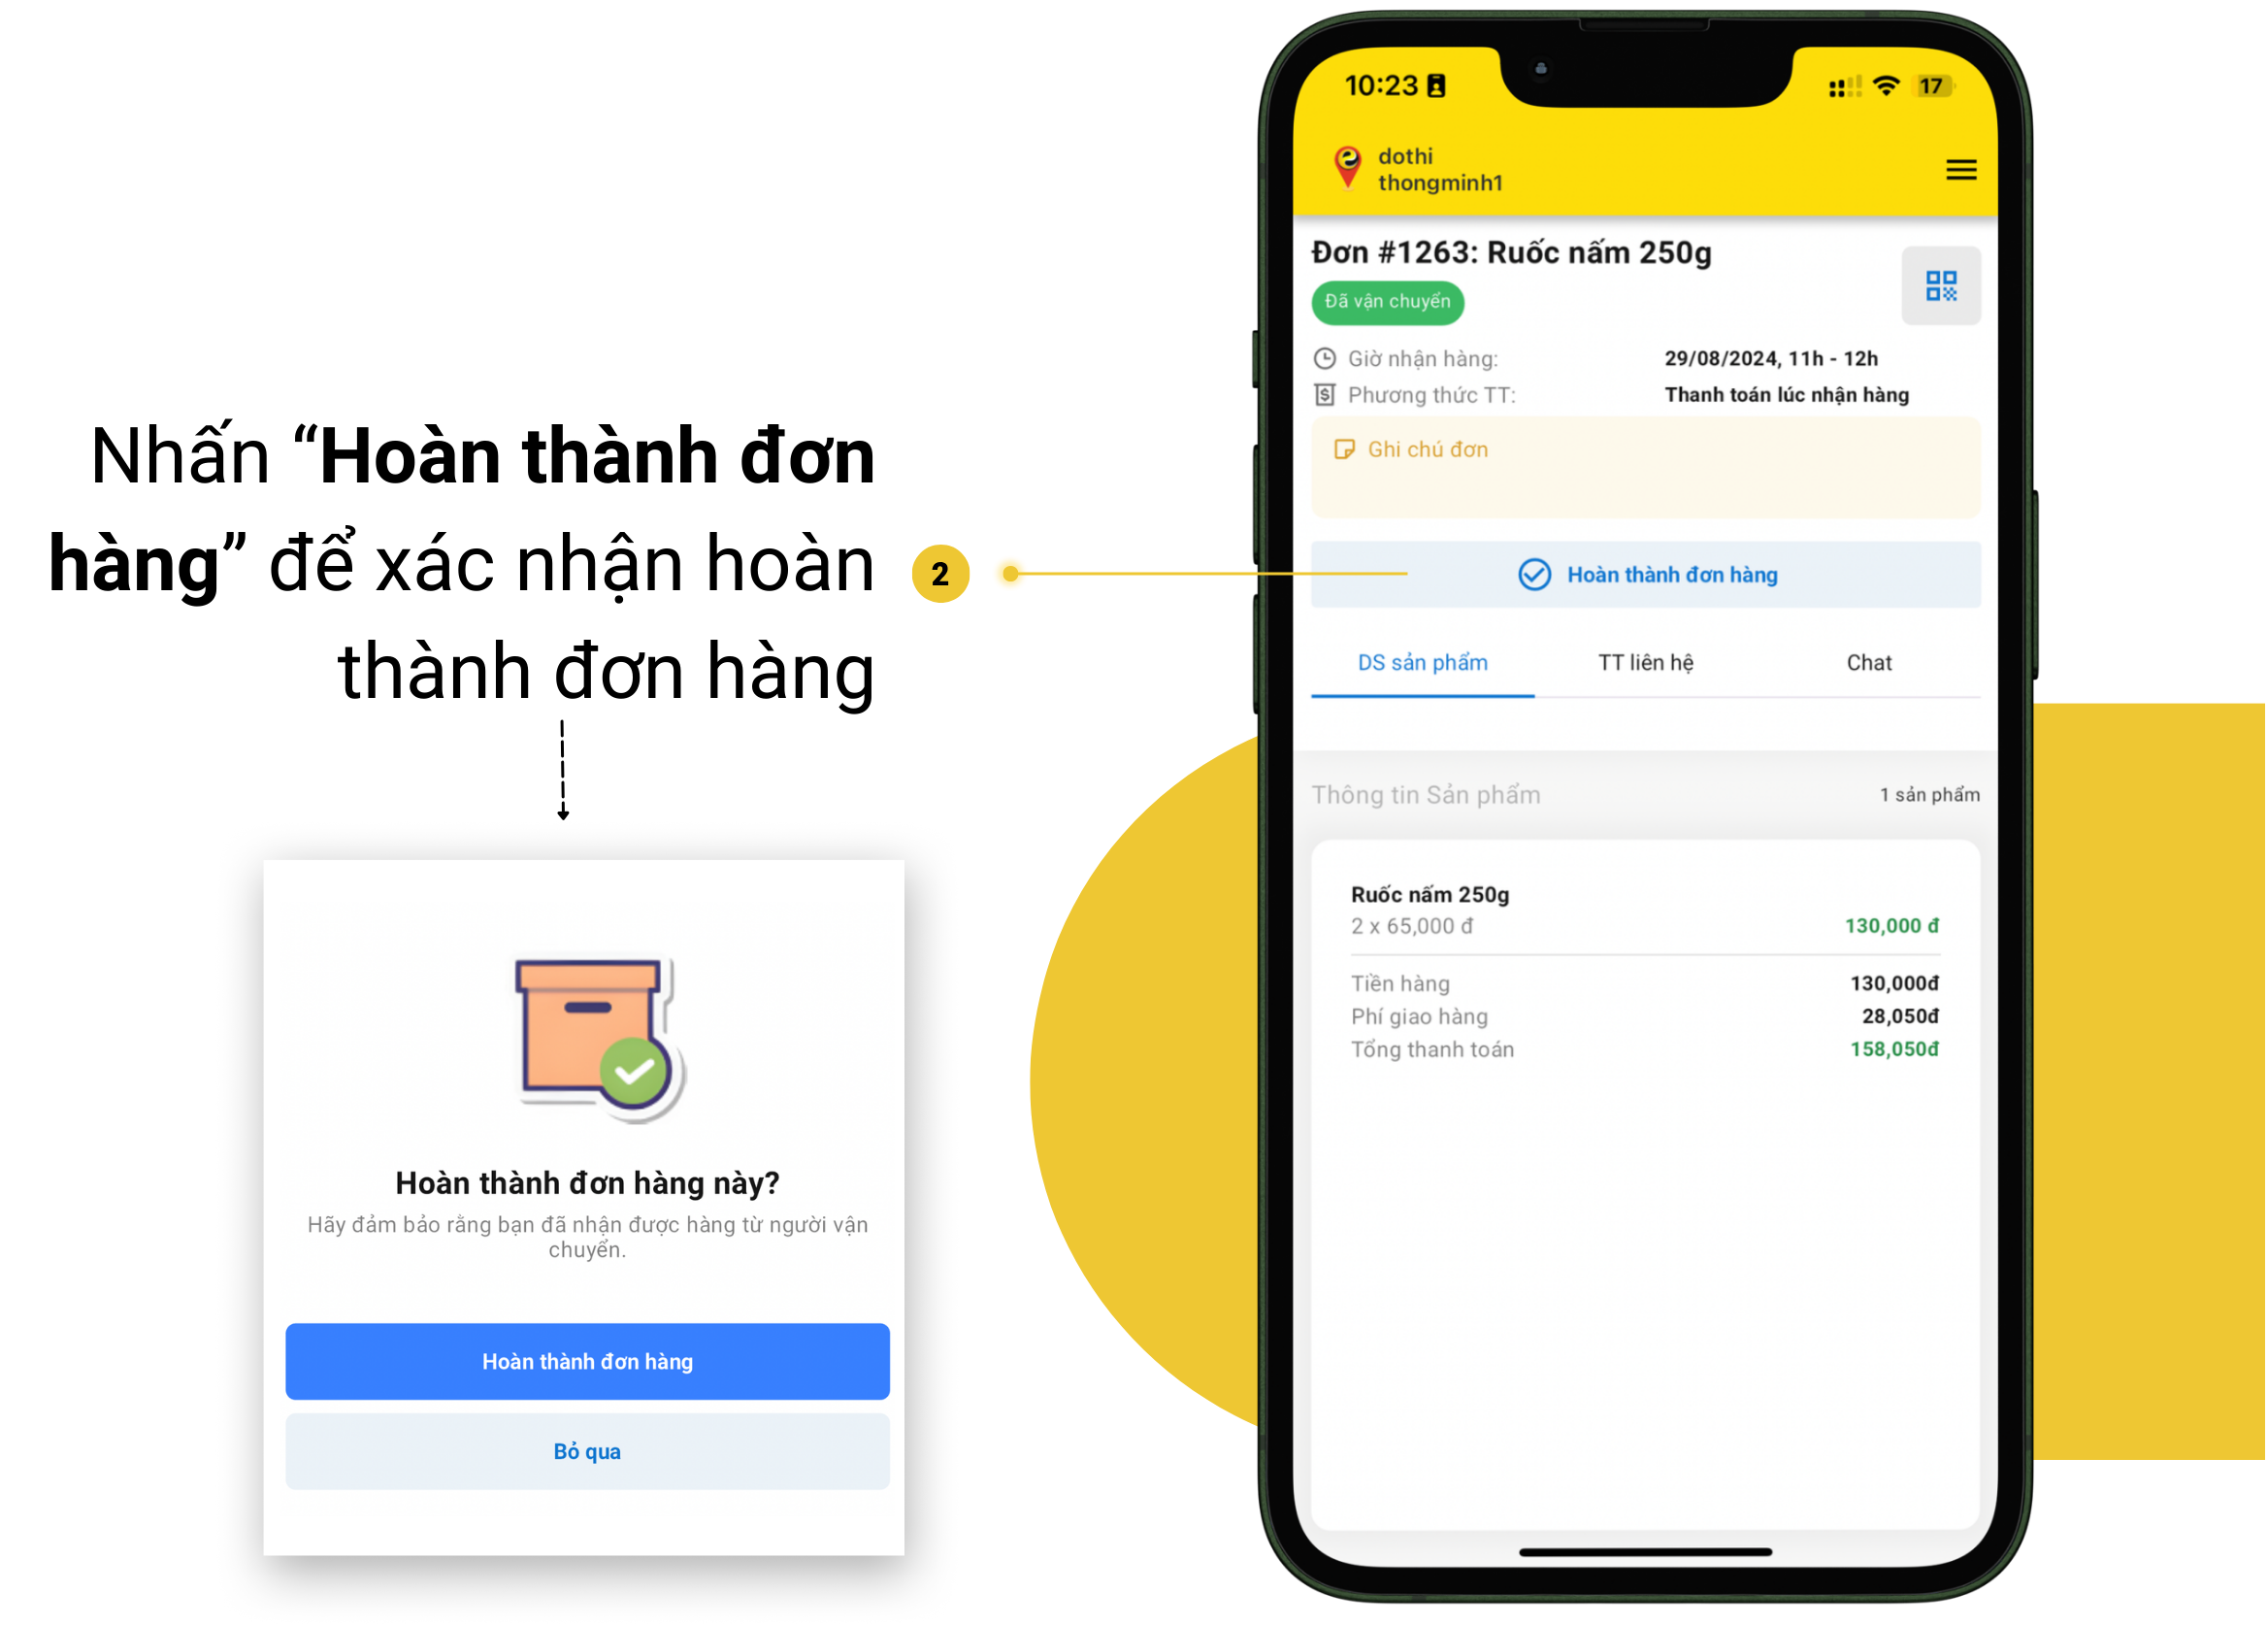 Nhấn “Hoàn thành đơn
hàng” để xác nhận hoàn
thành đơn hàng
2
Hoàn thành đơn hàng này?
Hãy đảm bảo rằng bạn đã nhận được hàng từ người vận
chuyển.
Hoàn thành đơn hàng
Bỏ qua
10:23
17
dothi
thongminh1
Đơn #1263: Ruốc nấm 250g
Đã vận chuyển
Giờ nhận hàng: 29/08/2024, 11h - 12h
Phương thức TT: Thanh toán lúc nhận hàng
Ghi chú đơn
Hoàn thành đơn hàng
DS sản phẩm TT liên hệ Chat
Thông tin Sản phẩm 1 sản phẩm
Ruốc nấm 250g
2 x 65,000 đ 130,000 đ
Tiền hàng 130,000đ
Phí giao hàng 28,050đ
Tổng thanh toán 158,050đ